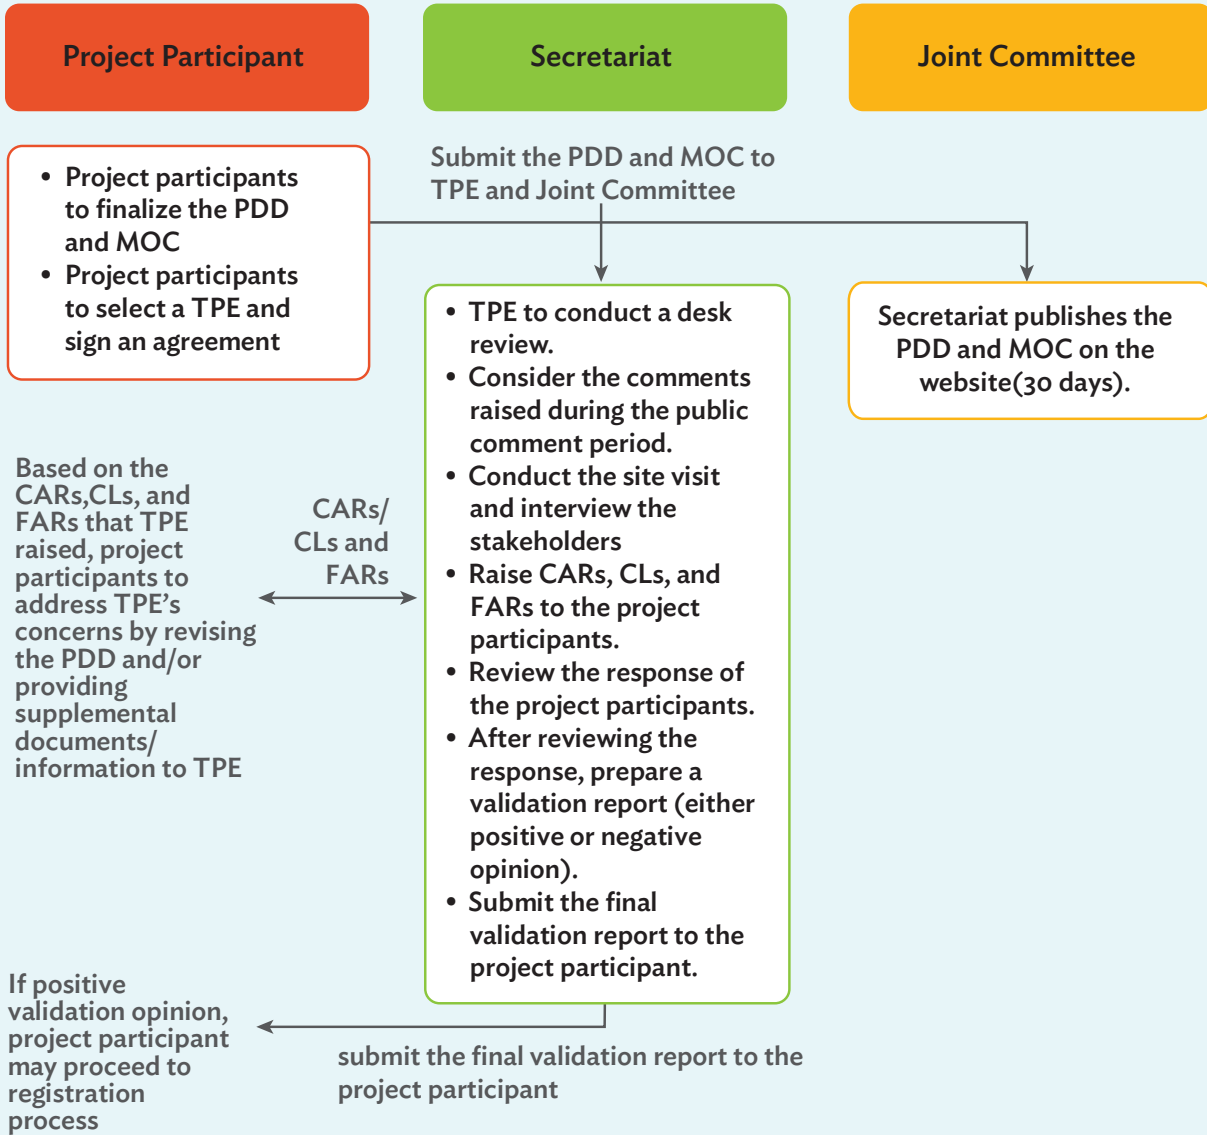 Project Participant
Secretariat
Joint Committee
• Project participants
to finalize the PDD
and MOC
• Project participants
to select a TPE and
sign an agreement
Submit the PDD and MOC to
TPE and Joint Committee
• TPE to conduct a desk
review.
• Consider the comments
raised during the public
comment period.
• Conduct the site visit
and interview the
stakeholders
• Raise CARs, CLs, and
FARs to the project
participants.
• Review the response of
the project participants.
• After reviewing the
response, prepare a
validation report (either
positive or negative
opinion).
• Submit the final
validation report to the
project participant.
Secretariat publishes the
PDD and MOC on the
website(30 days).
Based on the
CARs,CLs, and
FARs that TPE
raised, project
participants to
address TPE’s
concerns by revising
the PDD and/or
providing
supplemental
documents/
information to TPE
CARs/
CLs and
FARs
If positive
validation opinion,
project participant
may proceed to
registration
process
submit the final validation report to the
project participant